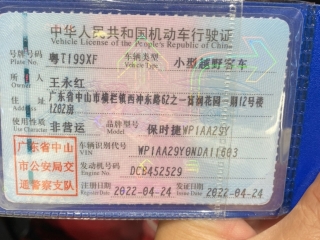 中华人民共和国机动车行驶证
Vehicle License of the People's Republic of China
号牌号码 粤T199XF 车辆类型 小型越野客车
Plate No. Vehicle Type
所有人 王永红
Owner
住址 广东省中山市横栏镇西冲东路62之一富润花园一期12号楼
Address 1202房
使用性质 非营运 品牌型号 保时捷WP1AA29Y
Use Character Model
广东省中山
市公安局交
通警察支队
车辆识别代号 WP1AA29Y0NDA11603
VIN
发动机号码 DCB452529
Engine No.
注册日期 2022-04-24 发证日期 2022-04-24
Register Date Issue Date